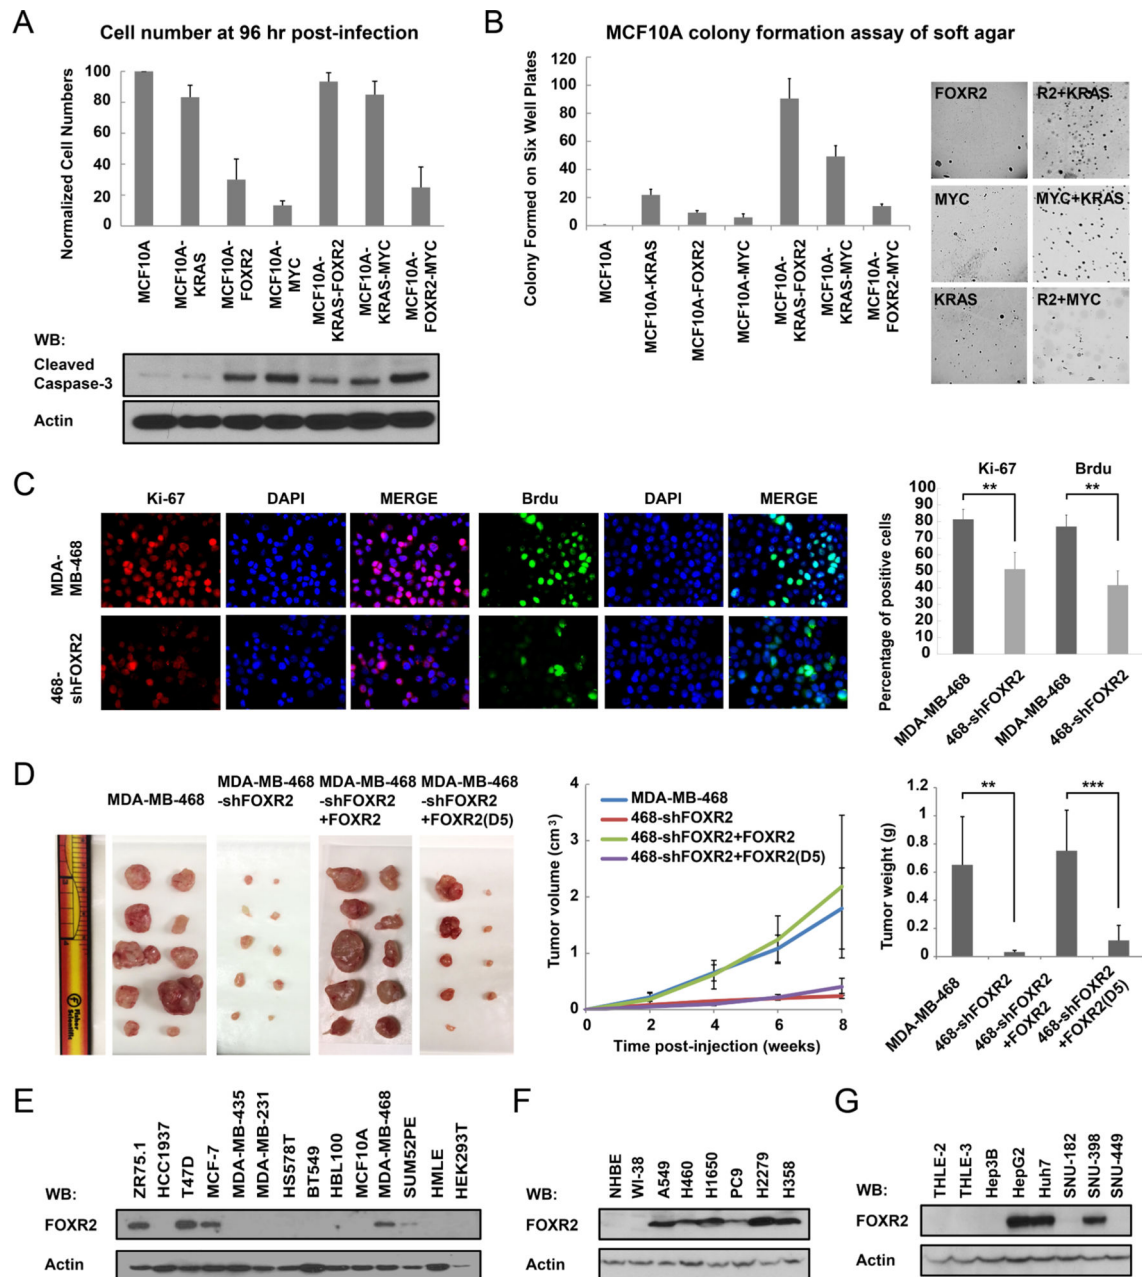 A
Cell number at 96 hr post-infection
Normalized Cell Numbers
100
80
60
40
20
0
MCF10A
MCF10A-
KRAS
MCF10A-
FOXR2
MCF10A-
MYC
MCF10A-
KRAS-FOXR2
MCF10A-
KRAS-MYC
MCF10A-
FOXR2-MYC
WB:
Cleaved
Caspase-3
Actin
B
MCF10A colony formation assay of soft agar
Colony Formed on Six Well Plates
120
100
80
60
40
20
0
MCF10A
MCF10A-KRAS
MCF10A-FOXR2
MCF10A-MYC
MCF10A-
KRAS-FOXR2
MCF10A-
KRAS-MYC
MCF10A-
FOXR2-MYC
FOXR2
R2+KRAS
MYC
MYC+KRAS
KRAS
R2+MYC
C
Ki-67
DAPI
MERGE
Brdu
DAPI
MERGE
MDA-
MB-468
468-
shFOXR2
Ki-67
Brdu
**
**
Percentage of positive cells
100
90
80
70
60
50
40
30
20
10
0
MDA-MB-468
468-shFOXR2
MDA-MB-468
468-shFOXR2
D
MDA-MB-468
MDA-MB-468
-shFOXR2
MDA-MB-468
-shFOXR2
+FOXR2
MDA-MB-468
-shFOXR2
+FOXR2(D5)
Fisher
Scientific
Tumor volume (cm³)
4
3
2
1
0
MDA-MB-468
468-shFOXR2
468-shFOXR2+FOXR2
468-shFOXR2+FOXR2(D5)
0
2
4
6
8
Time post-injection (weeks)
Tumor weight (g)
1.2
0.9
0.6
0.3
0
**
***
MDA-MB-468
468-shFOXR2
468-shFOXR2
+FOXR2
468-shFOXR2
+FOXR2(D5)
E
ZR75.1
HCC1937
T47D
MCF-7
MDA-MB-435
MDA-MB-231
HS578T
BT549
HBL100
MCF10A
MDA-MB-468
SUM52PE
HMLE
HEK293T
WB:
FOXR2
Actin
F
NHBE
WI-38
A549
H460
H1650
PC9
H2279
H358
WB:
FOXR2
Actin
G
THLE-2
THLE-3
Hep3B
HepG2
Huh7
SNU-182
SNU-398
SNU-449
WB:
FOXR2
Actin